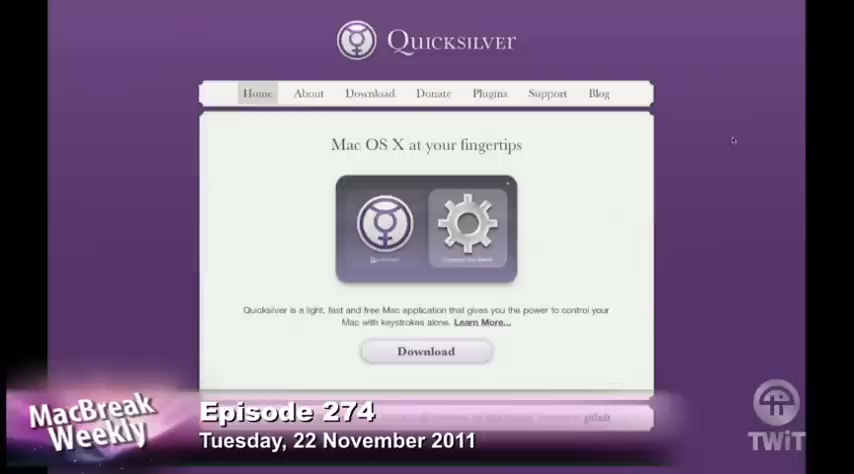 Quicksilver
Home About Download Donate Plugins Support Blog
Mac OS X at your fingertips
Quicksilver is a light, fast and free Mac application that gives you the power to control your
Mac with keystrokes alone. Learn More...
Download
github
MacBreak
Weekly
Episode 274
Tuesday, 22 November 2011
TWiT